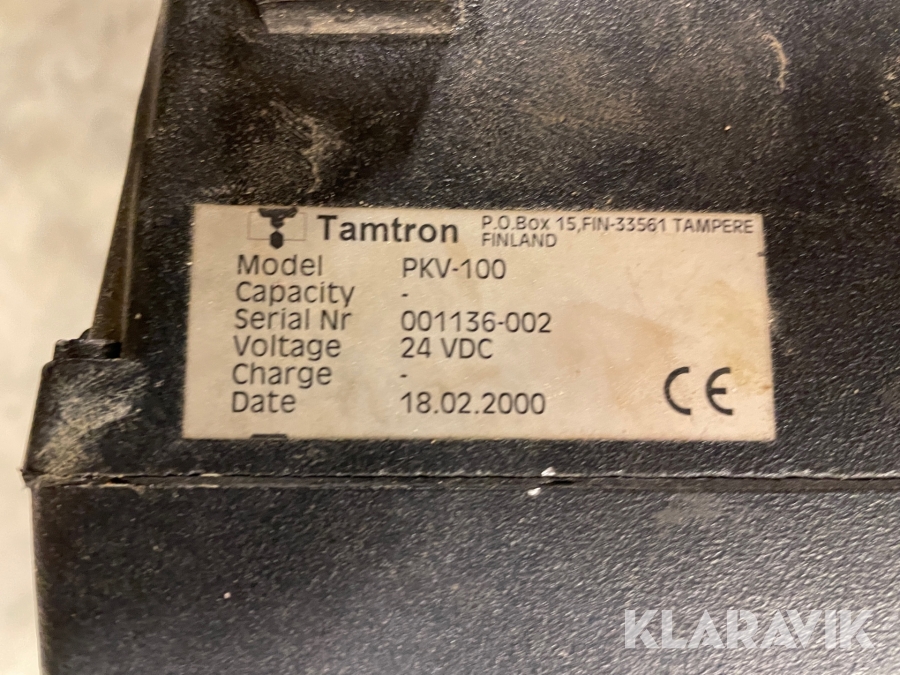 Tamtron P.O.Box 15,FIN-33561 TAMPERE
FINLAND
Model PKV-100
Capacity -
Serial Nr 001136-002
Voltage 24 VDC
Charge -
Date 18.02.2000
CE
KLARAVIK